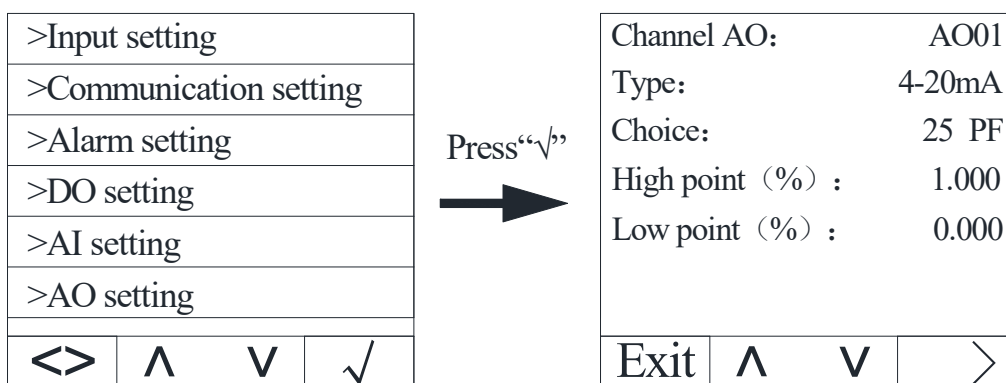 >Input setting
>Communication setting
>Alarm setting
>DO setting
>AI setting
>AO setting
<> ∧ ∨ √
Press“√”
Channel AO： AO01
Type： 4-20mA
Choice： 25 PF
High point（%）： 1.000
Low point（%）： 0.000
Exit ∧ ∨ >